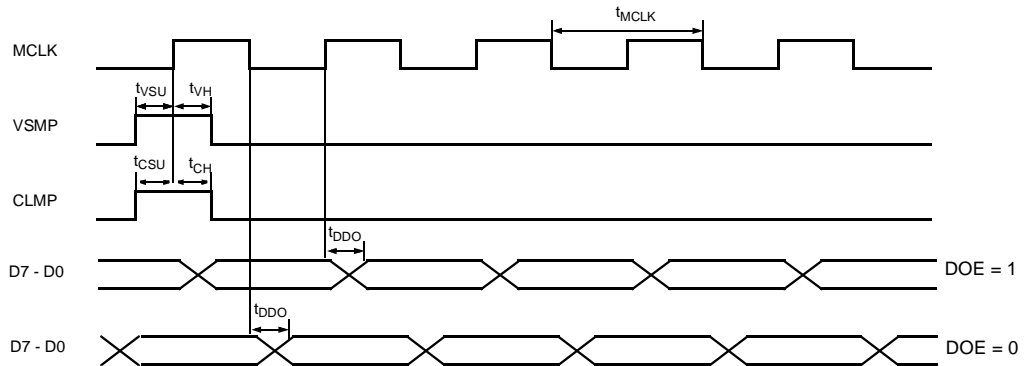 tMCLK
MCLK
tVSU tVH
VSMP
tCSU tCH
CLMP
tDDO
D7 - D0 DOE = 1
tDDO
D7 - D0 DOE = 0